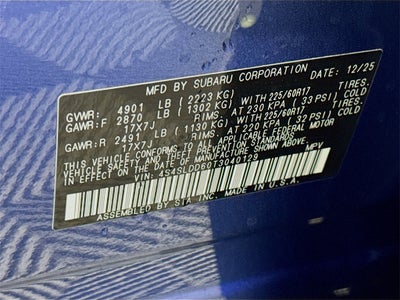 MFD BY SUBARU CORPORATION DATE: 12/25
GVWR: 4901 LB ( 2223 KG)
GAWR:F 2870 LB ( 1302 KG) WITH 225/60R17 TIRES
17X7J RIMS. AT 230 KPA ( 33 PSI) COLD
GAWR:R 2491 LB ( 1130 KG) WITH 225/60R17 TIRES.
17X7J RIMS. AT 220 KPA ( 32 PSI) COLD
THIS VEHICLE CONFORMS TO ALL APPLICABLE FEDERAL MOTOR
VEHICLE SAFETY AND THEFT PREVENTION STANDARDS IN
EFFECT ON THE DATE OF MANUFACTURE SHOWN ABOVE.
VIN: 4S4SLDD60T3040129 MPV
ASSEMBLED BY SIA INC. MADE IN U.S.A.